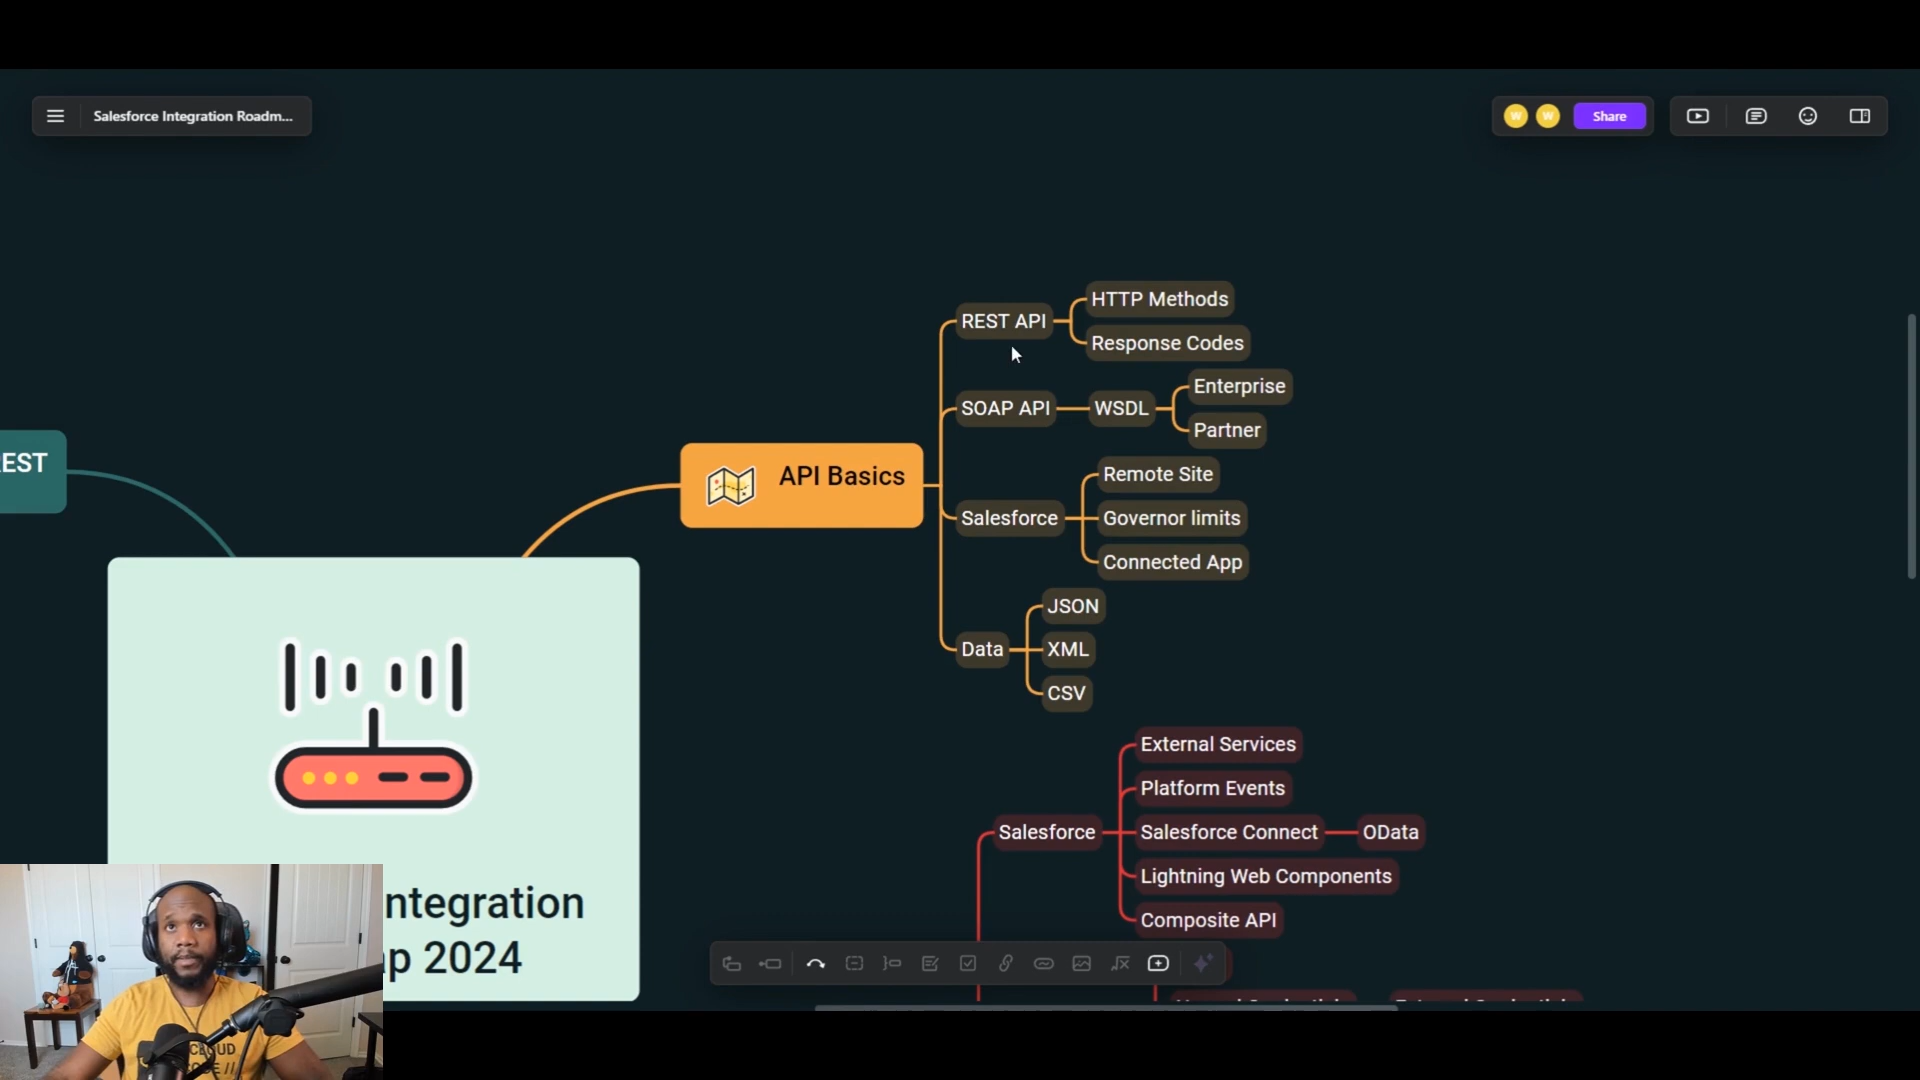 Salesforce Integration Roadm...
W
W
Share
HTTP Methods
REST API
Response Codes
Enterprise
SOAP API
WSDL
Partner
EST
API Basics
Remote Site
Salesforce
Governor limits
Connected App
JSON
Data
XML
CSV
External Services
Platform Events
Salesforce
Salesforce Connect
OData
Lightning Web Components
Composite API
ntegration
p 2024
CLOUD
CODE //